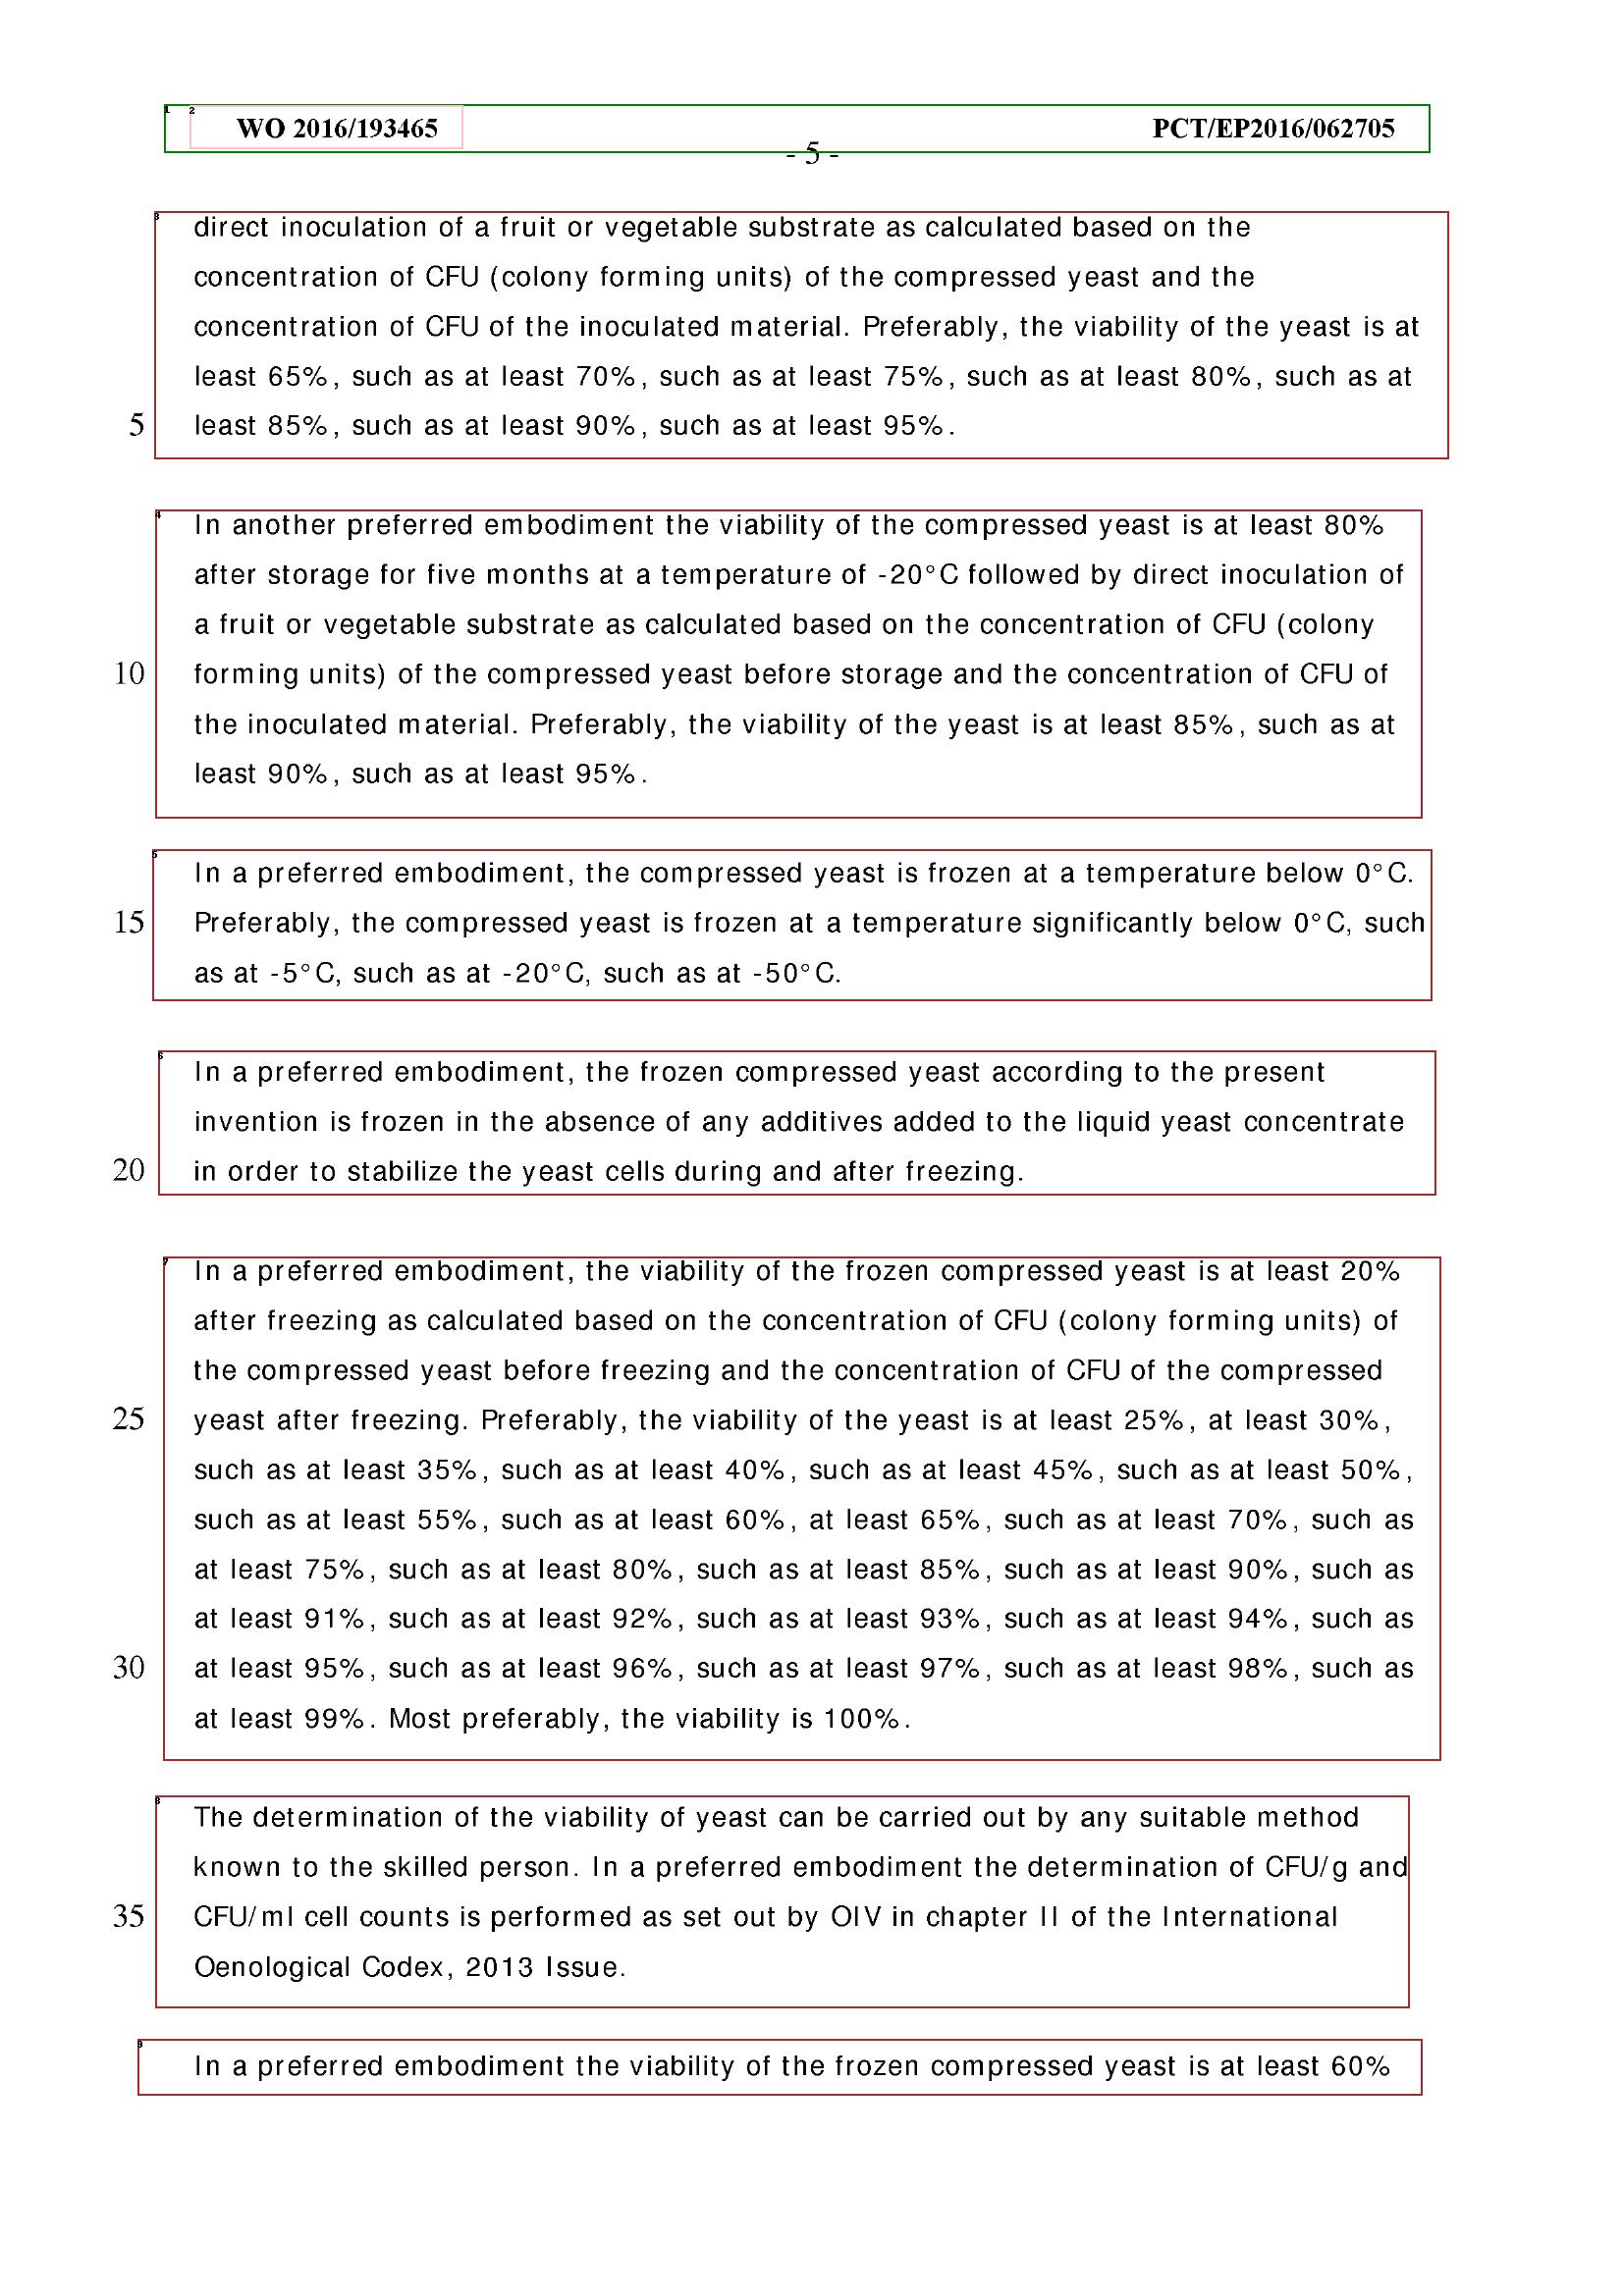 WO 2016/193465 PCT/EP2016/062705
- 5 -
direct inoculation of a fruit or vegetable substrate as calculated based on the
concentration of CFU (colony forming units) of the compressed yeast and the
concentration of CFU of the inoculated material. Preferably, the viability of the yeast is at
least 65%, such as at least 70%, such as at least 75%, such as at least 80%, such as at
5 least 85%, such as at least 90%, such as at least 95%.
In another preferred embodiment the viability of the compressed yeast is at least 80%
after storage for five months at a temperature of -20°C followed by direct inoculation of
a fruit or vegetable substrate as calculated based on the concentration of CFU (colony
10 forming units) of the compressed yeast before storage and the concentration of CFU of
the inoculated material. Preferably, the viability of the yeast is at least 85%, such as at
least 90%, such as at least 95%.
In a preferred embodiment, the compressed yeast is frozen at a temperature below 0°C.
15 Preferably, the compressed yeast is frozen at a temperature significantly below 0°C, such
as at -5°C, such as at -20°C, such as at -50°C.
In a preferred embodiment, the frozen compressed yeast according to the present
invention is frozen in the absence of any additives added to the liquid yeast concentrate
20 in order to stabilize the yeast cells during and after freezing.
In a preferred embodiment, the viability of the frozen compressed yeast is at least 20%
after freezing as calculated based on the concentration of CFU (colony forming units) of
the compressed yeast before freezing and the concentration of CFU of the compressed
25 yeast after freezing. Preferably, the viability of the yeast is at least 25%, at least 30%,
such as at least 35%, such as at least 40%, such as at least 45%, such as at least 50%,
such as at least 55%, such as at least 60%, at least 65%, such as at least 70%, such as
at least 75%, such as at least 80%, such as at least 85%, such as at least 90%, such as
at least 91%, such as at least 92%, such as at least 93%, such as at least 94%, such as
30 at least 95%, such as at least 96%, such as at least 97%, such as at least 98%, such as
at least 99%. Most preferably, the viability is 100%.
The determination of the viability of yeast can be carried out by any suitable method
known to the skilled person. In a preferred embodiment the determination of CFU/g and
35 CFU/ml cell counts is performed as set out by OIV in chapter II of the International
Oenological Codex, 2013 Issue.
In a preferred embodiment the viability of the frozen compressed yeast is at least 60%